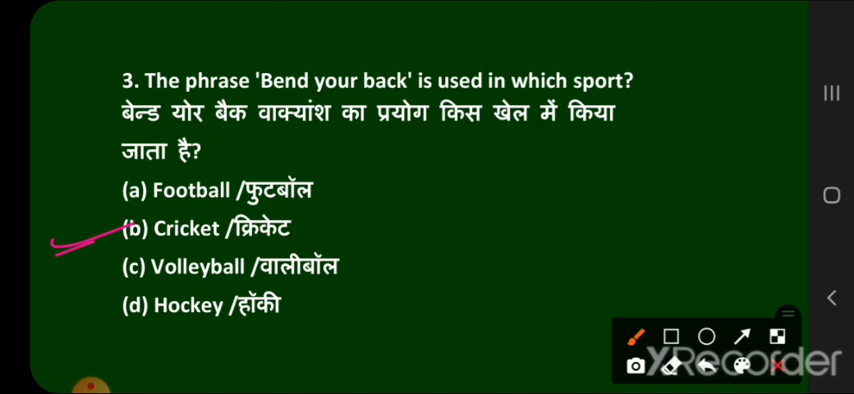 3. The phrase 'Bend your back' is used in which sport?
बेन्ड योर बैक वाक्यांश का प्रयोग किस खेल में किया
जाता है?
(a) Football /फुटबॉल
(b) Cricket /क्रिकेट
(c) Volleyball /वालीबॉल
(d) Hockey /हॉकी
XRecorder